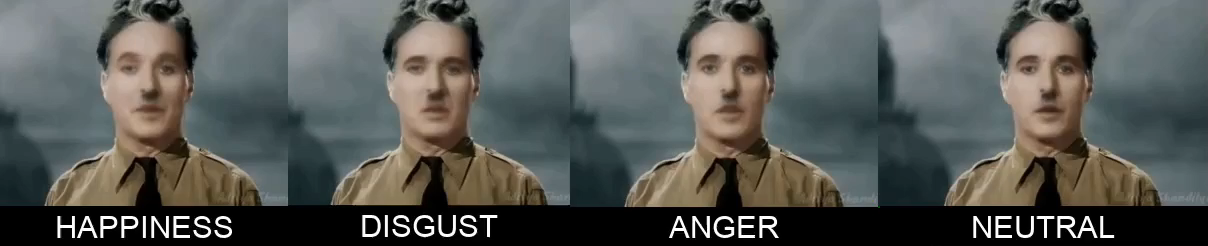 HAPPINESS
DISGUST
ANGER
NEUTRAL